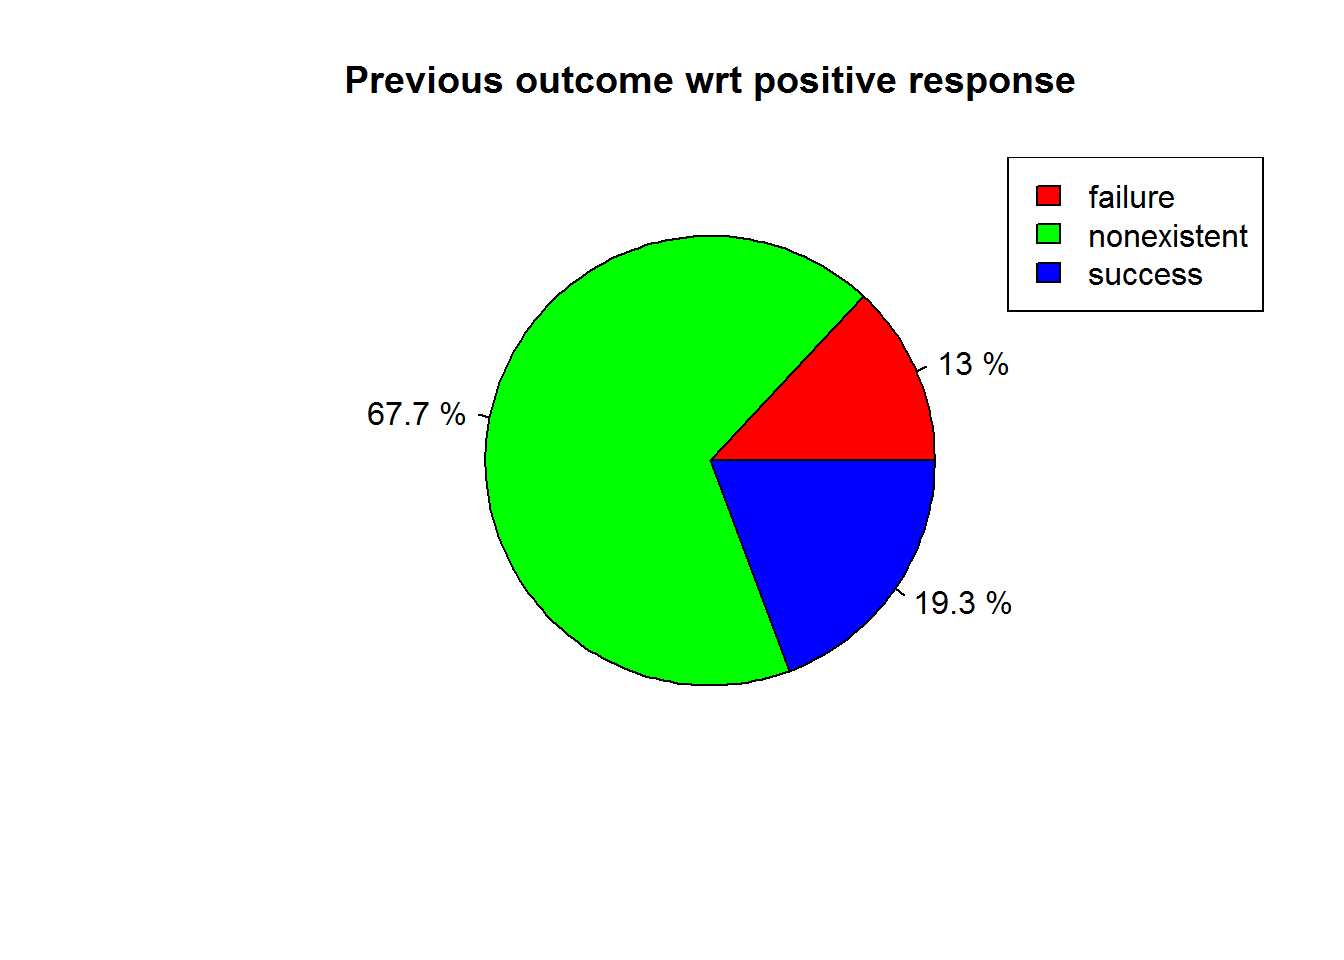 Previous outcome wrt positive response
failure
nonexistent
success
13 %
67.7 %
19.3 %